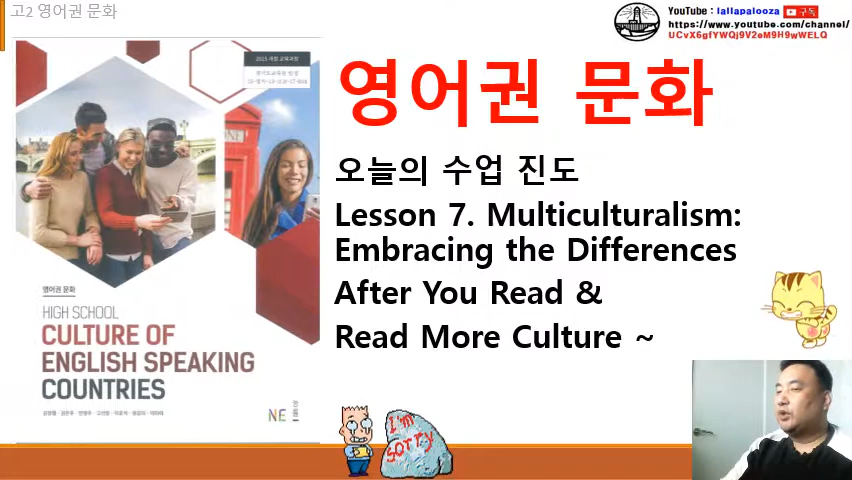 고2 영어권 문화
YouTube : lallapalooza 구독
https://www.youtube.com/channel/
UCvX6gfYWQj9V2eM9H9wWELQ
2015 개정 교육과정
영어권 문화
오늘의 수업 진도
Lesson 7. Multiculturalism:
Embracing the Differences
After You Read &
Read More Culture ~
영어권 문화
HIGH SCHOOL
CULTURE OF
ENGLISH SPEAKING
COUNTRIES
NE 능률
I'm
sorry